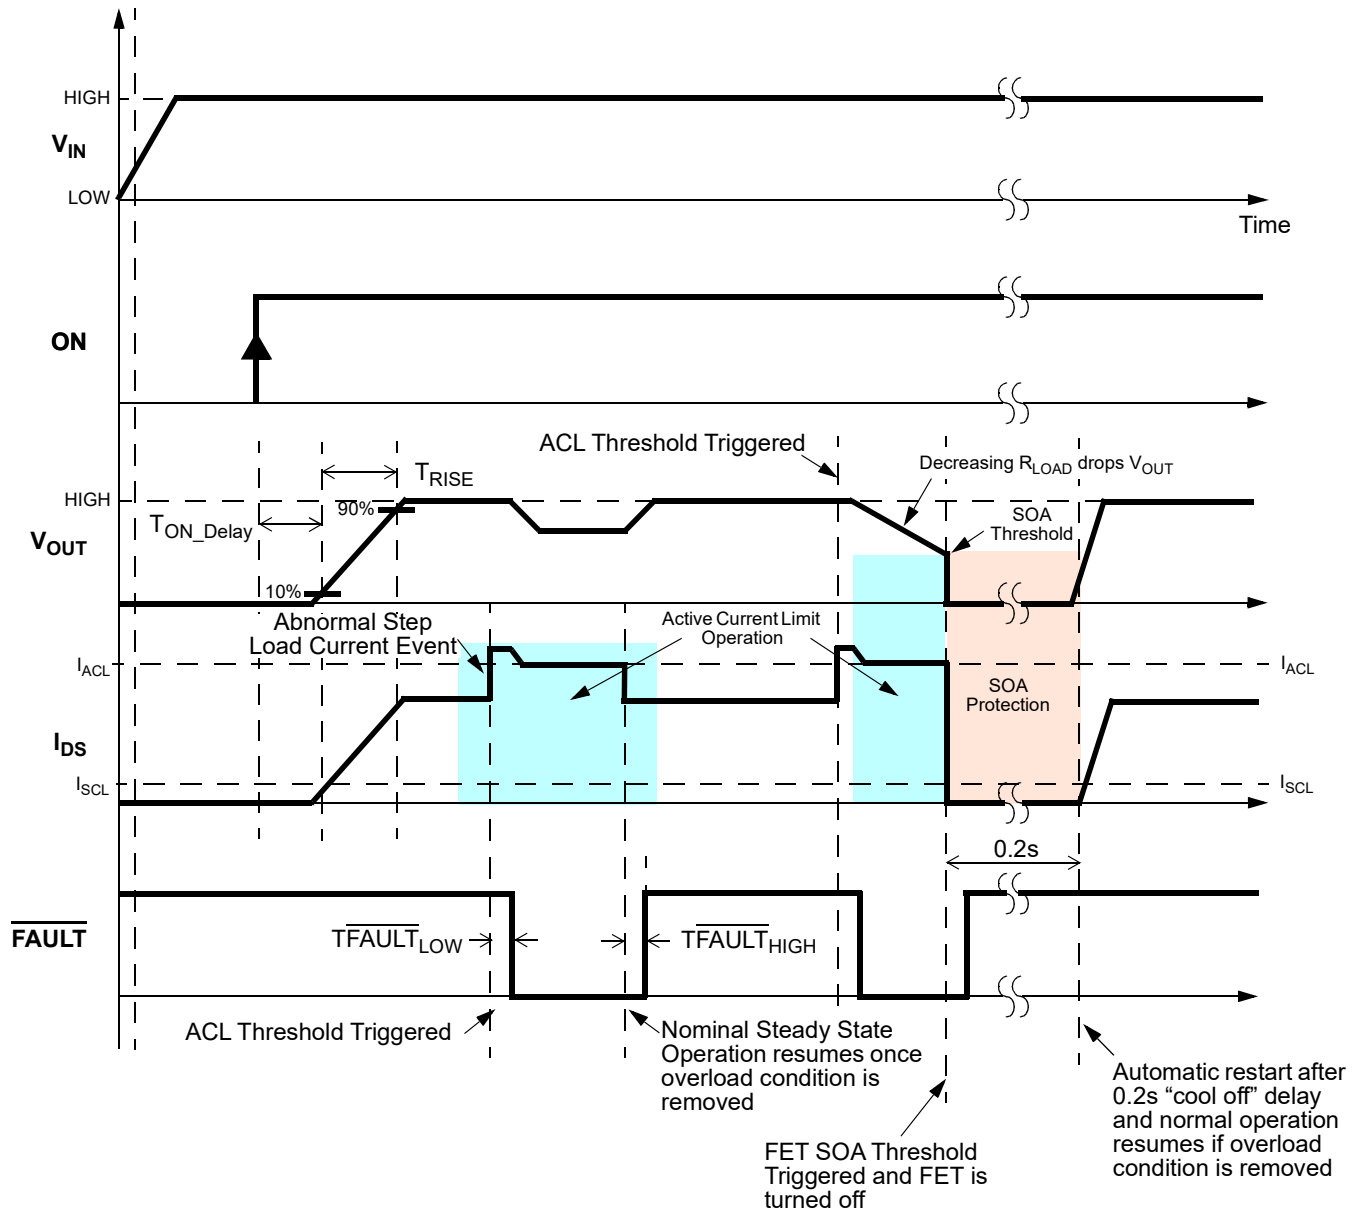 HIGH
VIN
LOW
Time
ON
ACL Threshold Triggered
Decreasing RLOAD drops VOUT
TRISE
HIGH
90%
SOA
Threshold
TON_Delay
VOUT
10%
Abnormal Step
Load Current Event
Active Current Limit
Operation
IACL
IACL
SOA
Protection
IDS
ISCL
ISCL
0.2s
FAULT
TFAULTLOW
TFAULTHIGH
ACL Threshold Triggered
Nominal Steady State
Operation resumes once
overload condition is
removed
Automatic restart after
0.2s “cool off” delay
and normal operation
resumes if overload
condition is removed
FET SOA Threshold
Triggered and FET is
turned off